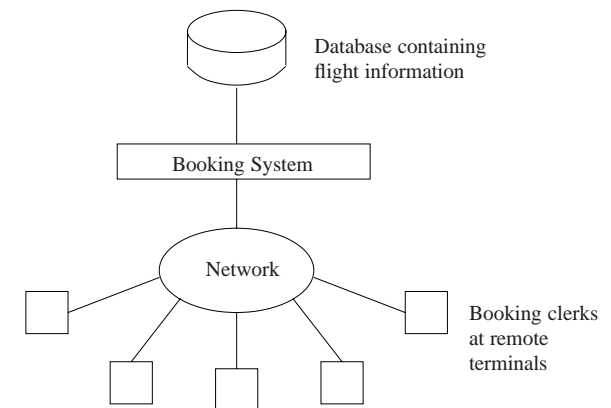 Database containing
flight information
Booking System
Network
Booking clerks
at remote
terminals